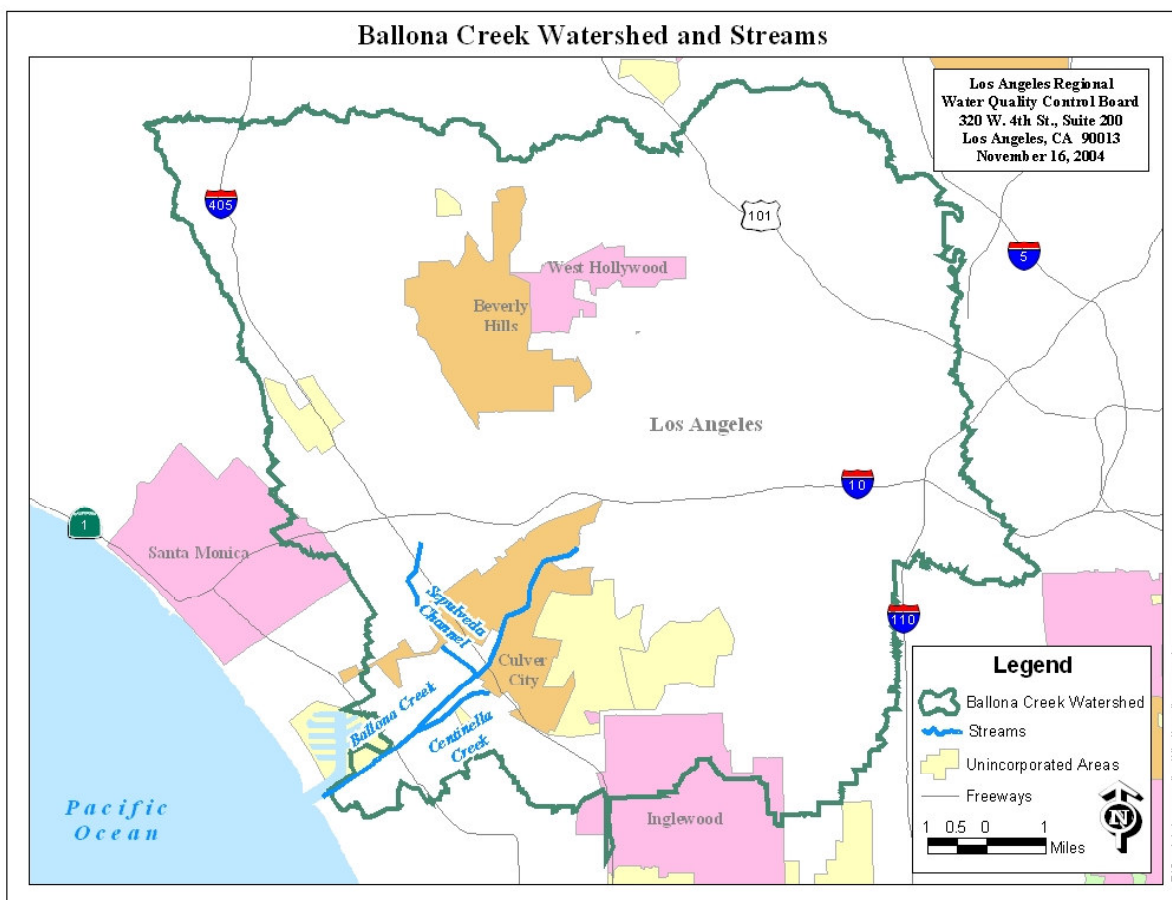 Ballona Creek Watershed and Streams
Los Angeles Regional
Water Quality Control Board
320 W. 4th St., Suite 200
Los Angeles, CA 90013
November 16, 2004
405
101
5
West Hollywood
Beverly
Hills
Los Angeles
10
1
Santa Monica
Sepulveda
Channel
110
Culver
City
Ballona Creek
Centinella
Creek
Pacific
Ocean
Inglewood
Legend
Ballona Creek Watershed
Streams
Unincorporated Areas
Freeways
1 0.5 0 1
Miles
N